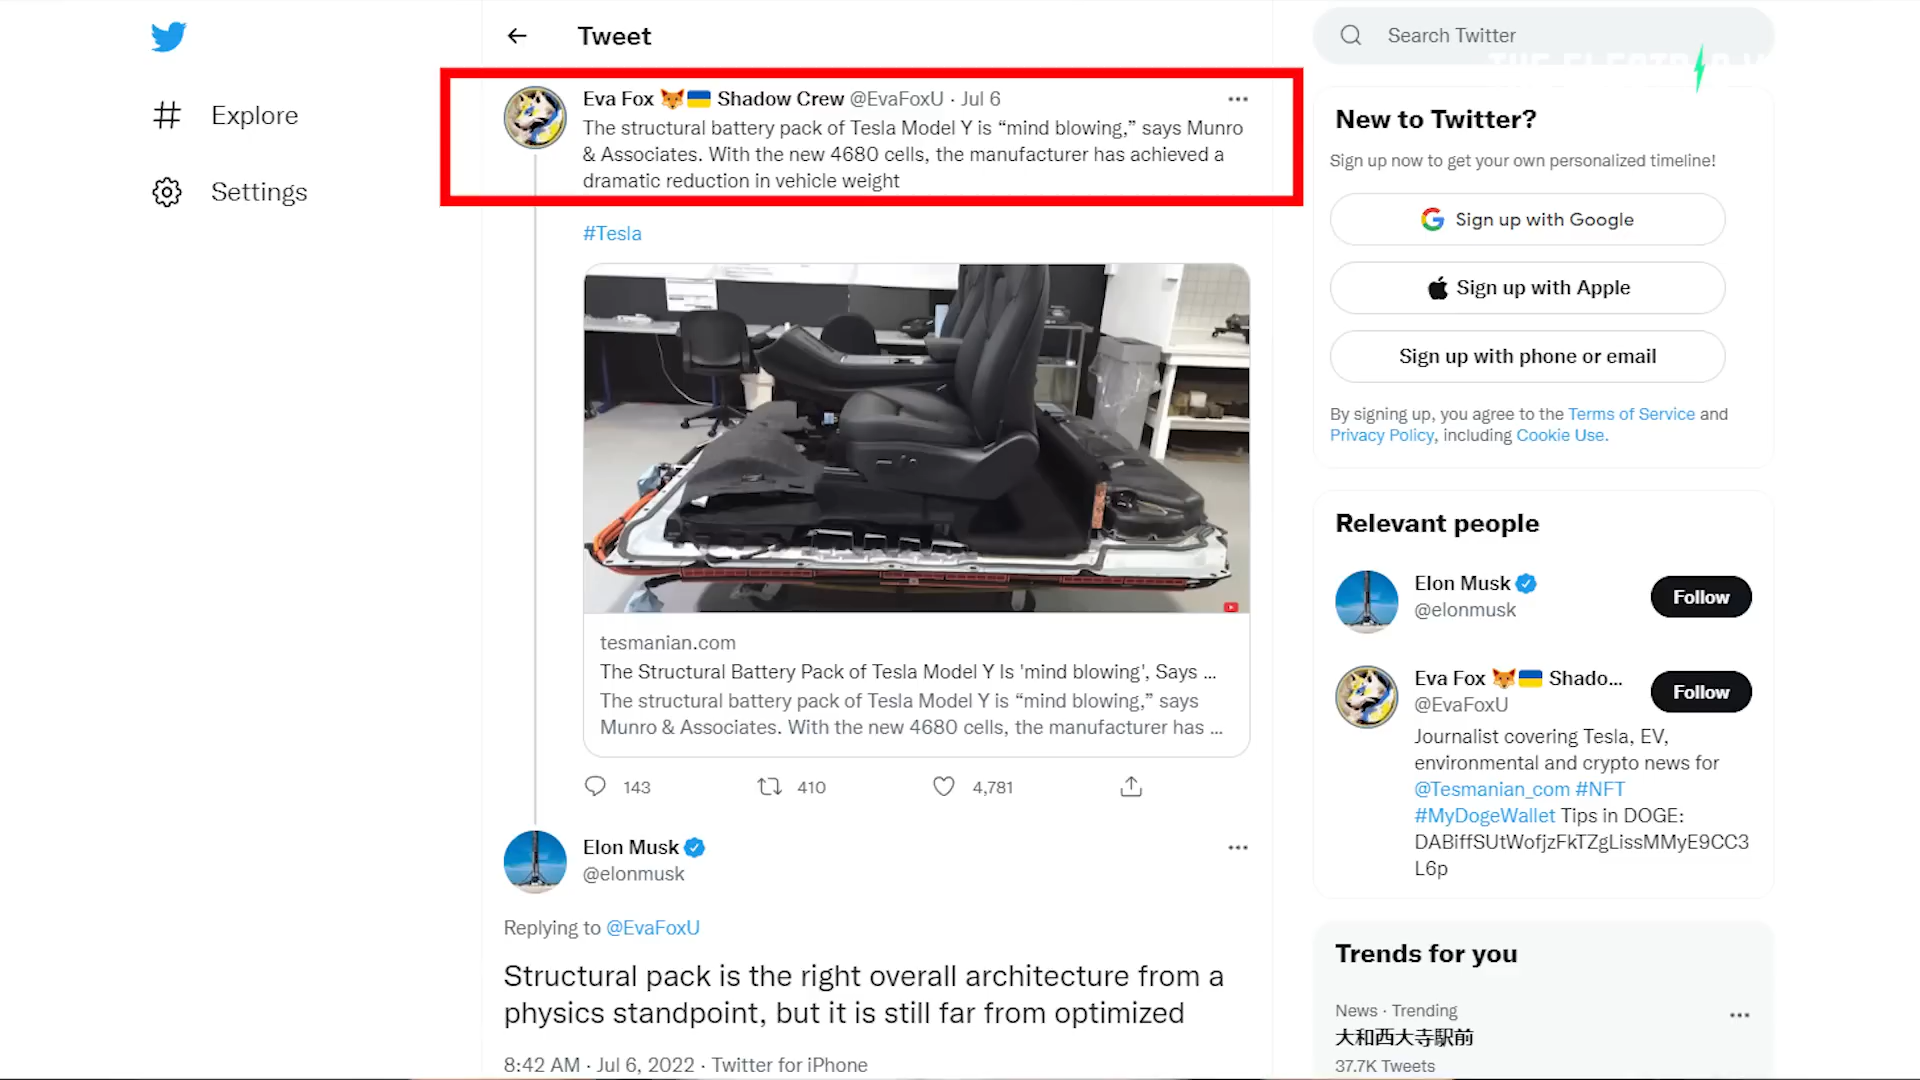 Explore
Settings
Tweet
Eva Fox 🦊🇺🇦 Shadow Crew @EvaFoxU · Jul 6
The structural battery pack of Tesla Model Y is “mind blowing,” says Munro
& Associates. With the new 4680 cells, the manufacturer has achieved a
dramatic reduction in vehicle weight
#Tesla
tesmanian.com
The Structural Battery Pack of Tesla Model Y Is 'mind blowing', Says ...
The structural battery pack of Tesla Model Y is “mind blowing,” says
Munro & Associates. With the new 4680 cells, the manufacturer has ...
143 410 4,781
Elon Musk
@elonmusk
Replying to @EvaFoxU
Structural pack is the right overall architecture from a
physics standpoint, but it is still far from optimized
8:42 AM · Jul 6, 2022 · Twitter for iPhone
Search Twitter
New to Twitter?
Sign up now to get your own personalized timeline!
Sign up with Google
Sign up with Apple
Sign up with phone or email
By signing up, you agree to the Terms of Service and
Privacy Policy, including Cookie Use.
Relevant people
Elon Musk
@elonmusk
Follow
Eva Fox 🦊🇺🇦 Shado...
@EvaFoxU
Follow
Journalist covering Tesla, EV,
environmental and crypto news for
@Tesmanian_com #NFT
#MyDogeWallet Tips in DOGE:
DABiffSUtWofjzFkTZgLissMMyE9CC3
L6p
Trends for you
News · Trending
大和西大寺駅前
37.7K Tweets